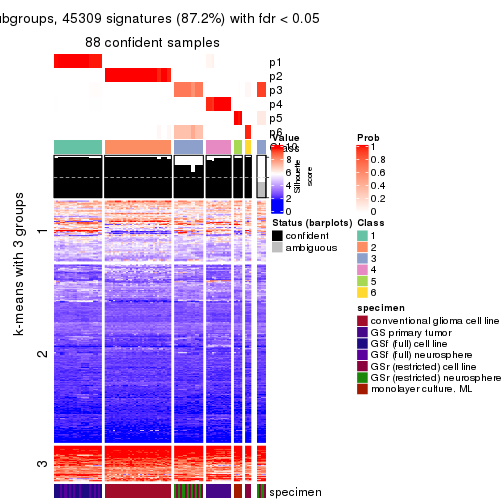 ubgroups, 45309 signatures (87.2%) with fdr < 0.05
88 confident samples
p1
p2
p3
p4
p5
p6
Value
8
6
4
2
0
Silhouette
score
Prob
1
0.8
0.6
0.4
0.2
0
Status (barplots)
confident
ambiguous
Class
1
2
3
4
5
6
specimen
conventional glioma cell line
GS primary tumor
GSf (full) cell line
GSf (full) neurosphere
GSr (restricted) cell line
GSr (restricted) neurosphere
monolayer culture, ML
k-means with 3 groups
1
2
3
specimen